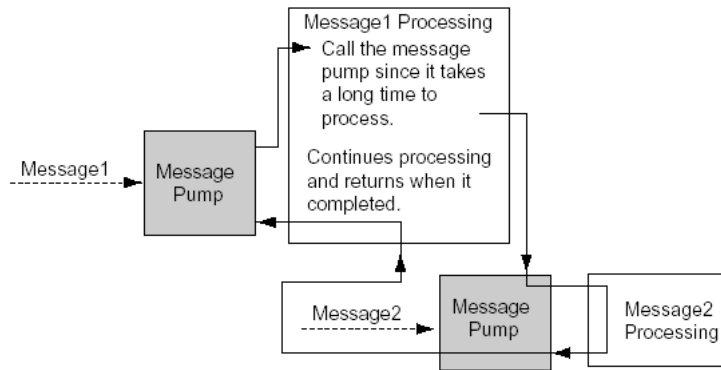 Message1 Processing
Call the message
pump since it takes
a long time to
process.
Continues processing
and returns when it
completed.
Message1
Message
Pump
Message2
Message
Pump
Message2
Processing